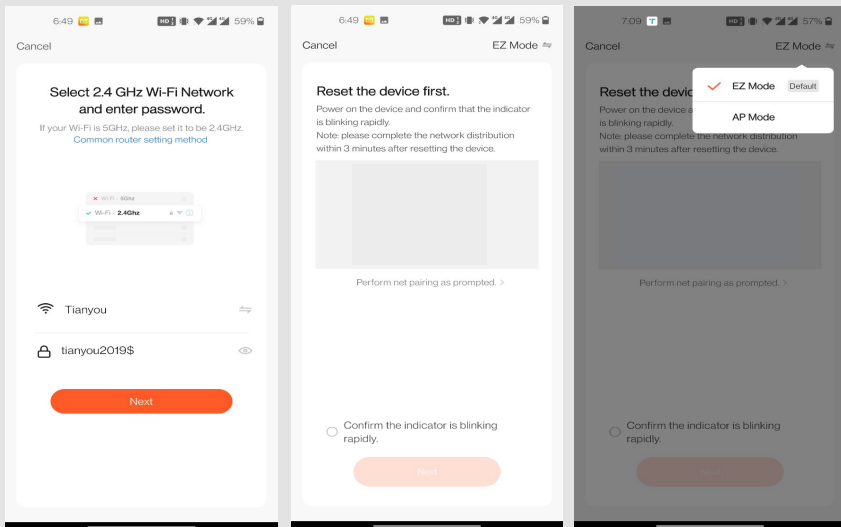 6:49 59%
Cancel
Select 2.4 GHz Wi-Fi Network
and enter password.
If your Wi-Fi is 5GHz, please set it to be 2.4GHz.
Common router setting method
Wi-Fi - 5Ghz
Wi-Fi - 2.4Ghz
Tianyou
tianyou2019$
Next
6:49 59%
Cancel EZ Mode
Reset the device first.
Power on the device and confirm that the indicator
is blinking rapidly.
Note: please complete the network distribution
within 3 minutes after resetting the device.
Perform net pairing as prompted. >
Confirm the indicator is blinking
rapidly.
Next
7:09 57%
Cancel EZ Mode
EZ Mode Default
AP Mode
Reset the devic
Power on the device a
is blinking rapidly.
Note: please complete the network distribution
within 3 minutes after resetting the device.
Perform net pairing as prompted. >
Confirm the indicator is blinking
rapidly.
Next